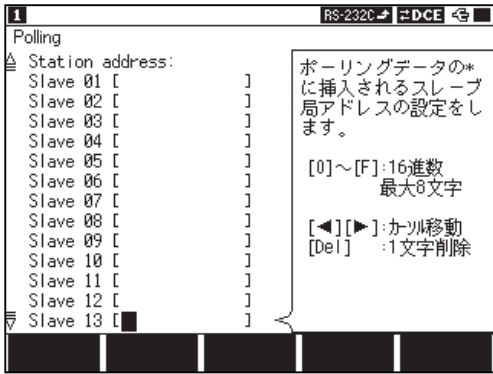 1 RS-232C DCE
Polling
Station address:
Slave 01 [ ]
Slave 02 [ ]
Slave 03 [ ]
Slave 04 [ ]
Slave 05 [ ]
Slave 06 [ ]
Slave 07 [ ]
Slave 08 [ ]
Slave 09 [ ]
Slave 10 [ ]
Slave 11 [ ]
Slave 12 [ ]
Slave 13 [ ]
ポーリングデータの*
に挿入されるスレーブ
局アドレスの設定をし
ます。
[0]～[F]:16進数
最大8文字
[◀][▶]:ｶｰｿﾙ移動
[Del] :1文字削除